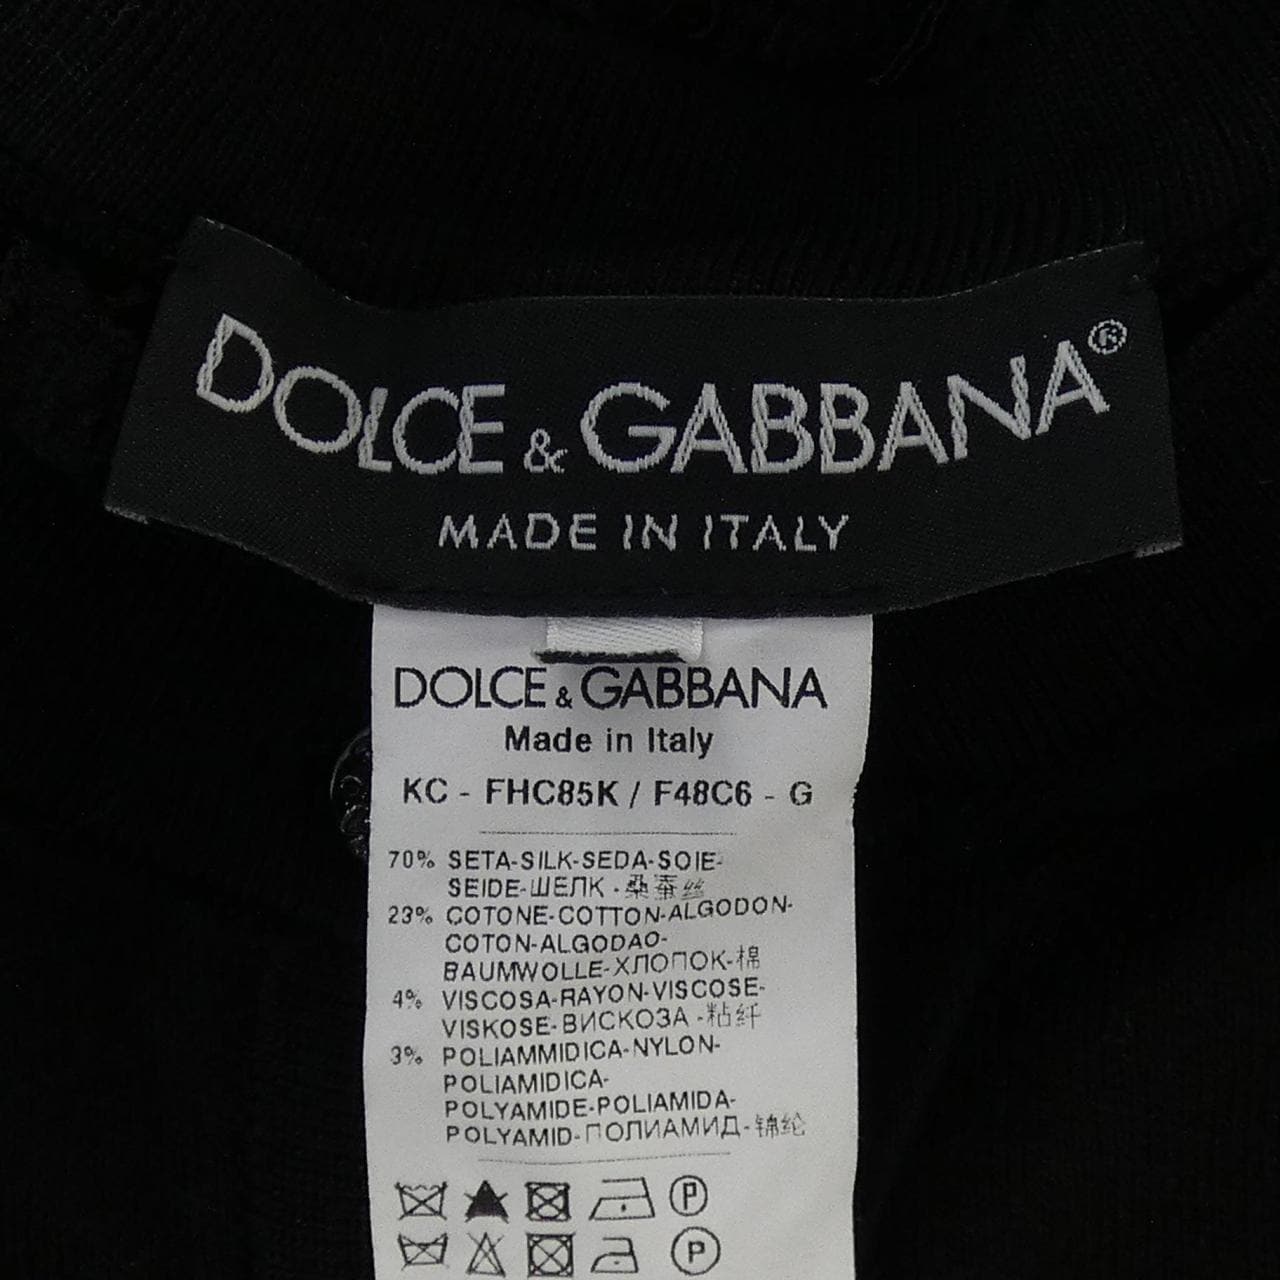 DOLCE & GABBANA®
MADE IN ITALY
DOLCE & GABBANA
Made in Italy
KC - FHC85K / F48C6 - G
70% SETA-SILK-SEDA-SOIE-
SEIDE-ШЕЛК-桑蚕丝
23% COTONE-COTTON-ALGODON-
COTON-ALGODAO-
BAUMWOLLE-ХЛОПОК-棉
4% VISCOSA-RAYON-VISCOSE-
VISKOSE-ВИСКОЗА-粘纤
3% POLIAMMIDICA-NYLON-
POLIAMIDICA-
POLYAMIDE-POLIAMIDA-
POLYAMID-ПОЛИАМИД-锦纶
P
P